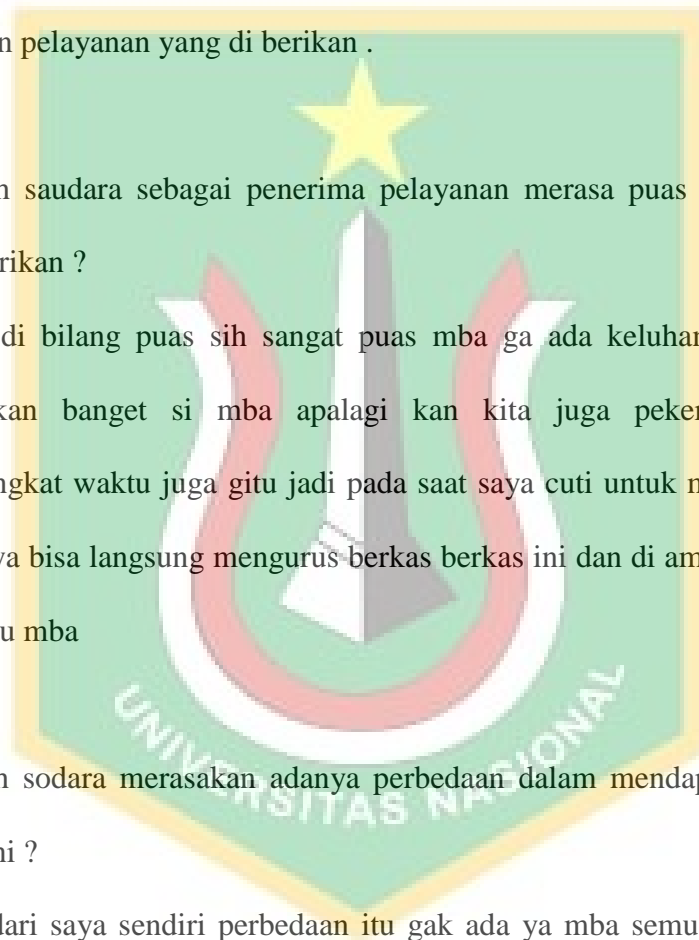 n pelayanan yang di berikan .
n saudara sebagai penerima pelayanan merasa puas
rikan ?
di bilang puas sih sangat puas mba ga ada keluhan
kan banget si mba apalagi kan kita juga peker
ngkat waktu juga gitu jadi pada saat saya cuti untuk
ya bisa langsung mengurus berkas berkas ini dan di am
u mba
UNIVERSITAS NASIONAL
n sodara merasakan adanya perbedaan dalam mendap
ni ?
dari saya sendiri perbedaan itu gak ada ya mba semu